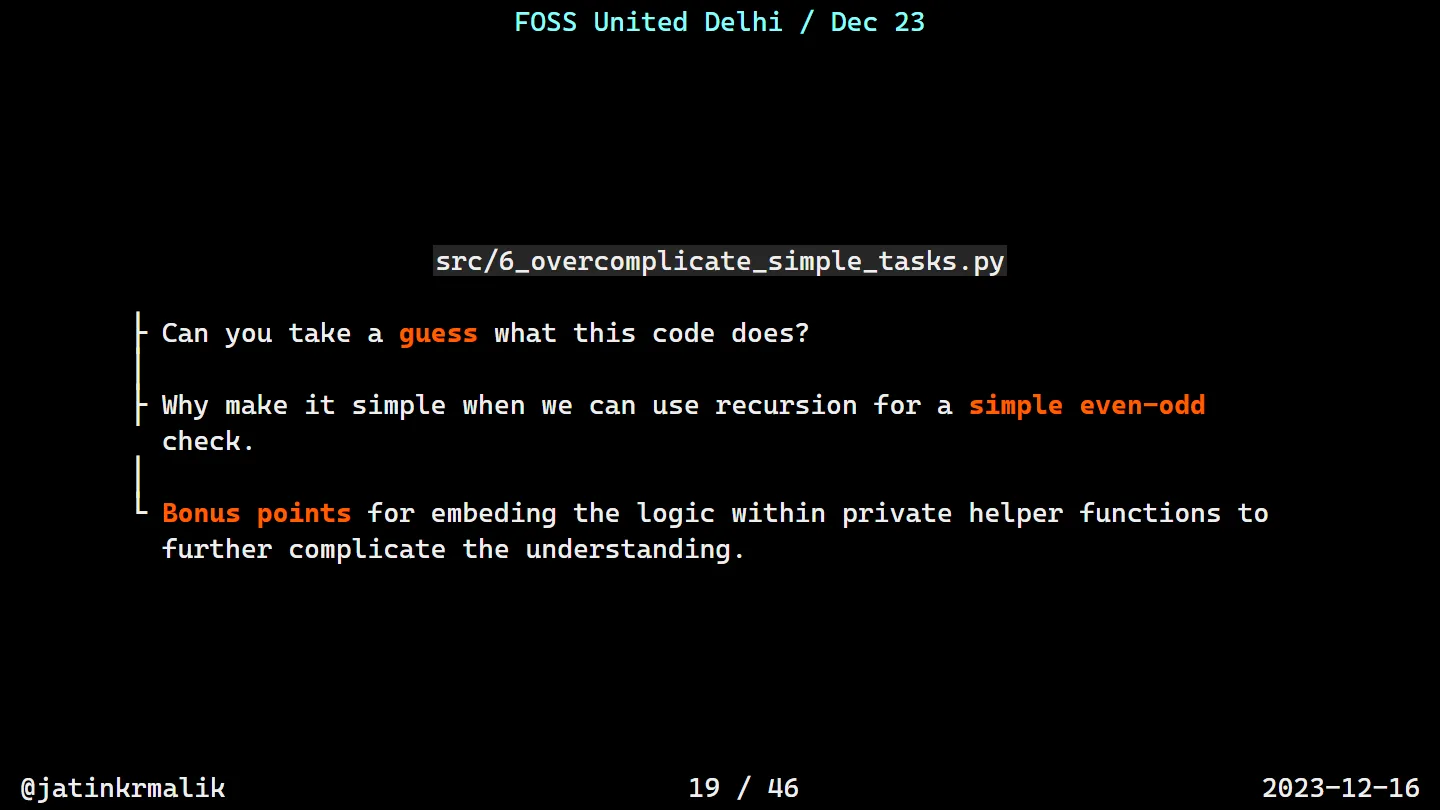 FOSS United Delhi / Dec 23
src/6_overcomplicate_simple_tasks.py
├ Can you take a guess what this code does?
│
├ Why make it simple when we can use recursion for a simple even-odd
check.
│
└ Bonus points for embeding the logic within private helper functions to
further complicate the understanding.
@jatinkrmalik
19 / 46
2023-12-16